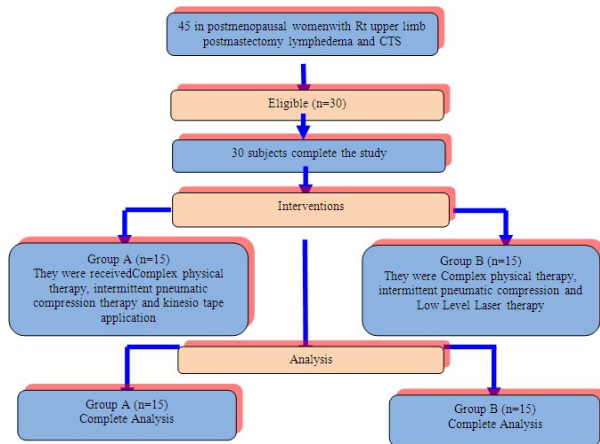 45 in postmenopausal womenwith Rt upper limb
postmastectomy lymphedema and CTS
Eligible (n=30)
30 subjects complete the study
Interventions
Group A (n=15)
They were receivedComplex physical
therapy, intermittent pneumatic
compression therapy and kinesio tape
application
Group B (n=15)
They were Complex physical therapy,
intermittent pneumatic compression and
Low Level Laser therapy
Analysis
Group A (n=15)
Complete Analysis
Group B (n=15)
Complete Analysis